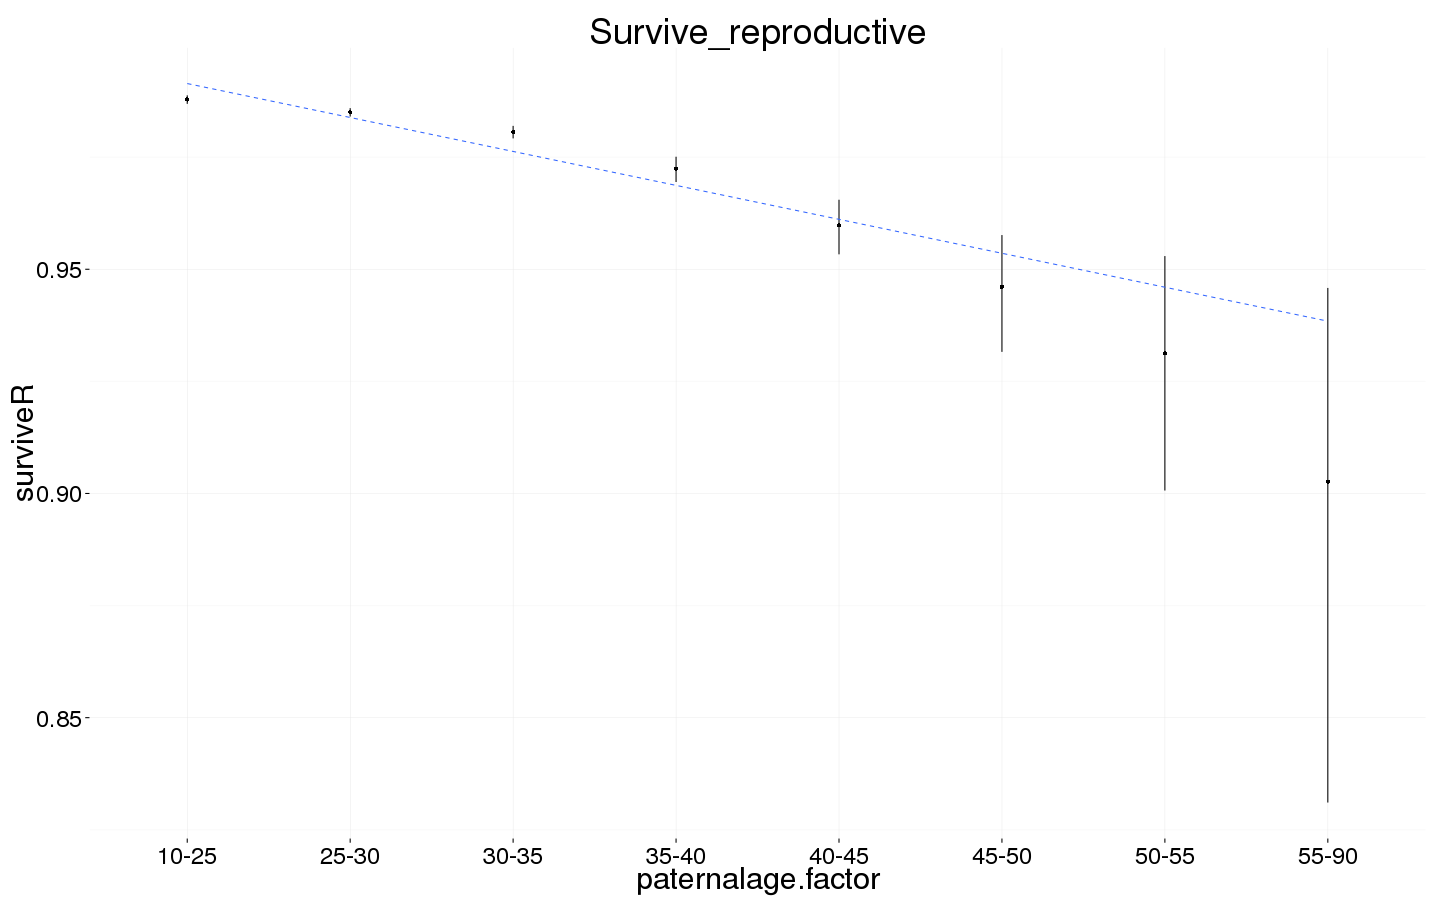 Survive_reproductive
surviveR
0.95
0.90
0.85
10-25 25-30 30-35 35-40 40-45 45-50 50-55 55-90
paternalage.factor